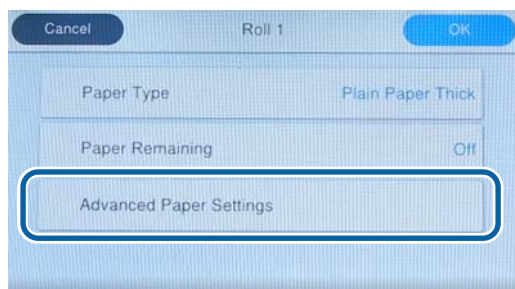 Cancel Roll 1 OK
Paper Type Plain Paper Thick
Paper Remaining Off
Advanced Paper Settings